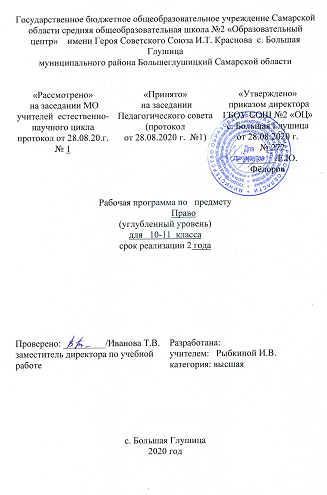 Государственное бюджетное общеобразовательное учреждение Самарской
области средняя общеобразовательная школа №2 «Образовательный
центр» имени Героя Советского Союза И.Т. Краснова с. Большая
Глушица
муниципального района Большеглушицкий Самарской области
«Рассмотрено»
на заседании МО
учителей естественно-
научного цикла
протокол от 28.08.20.г.
№ 1
«Принято»
на заседании
Педагогического совета
(протокол
от 28.08.2020 г. №1)
«Утверждено»
приказом директора
ГБОУ СОШ №2 «ОЦ»
с. Большая Глушица
от 28.08.2020 г.
№
Для
документов
/Е.Ю.
Фёдоров
Рабочая программа по предмету
Право
(углубленный уровень)
для 10-11 класса
срок реализации 2 года
Проверено: /Иванова Т.В.
заместитель директора по учебной
работе
Разработана:
учителем: Рыбкиной И.В.
категория: высшая
с. Большая Глушица
2020 год